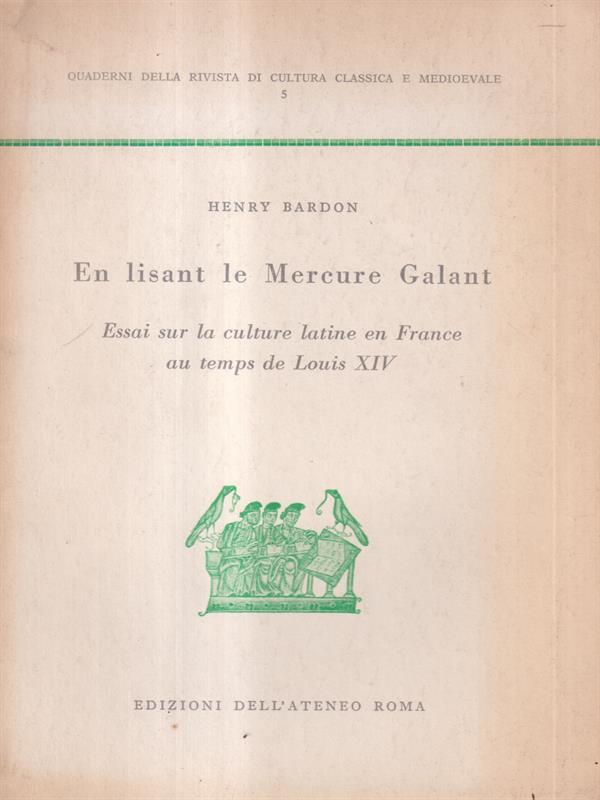 QUADERNI DELLA RIVISTA DI CULTURA CLASSICA E MEDIOEVALE
5
HENRY BARDON
En lisant le Mercure Galant
Essai sur la culture latine en France
au temps de Louis XIV
EDIZIONI DELL'ATENEO ROMA